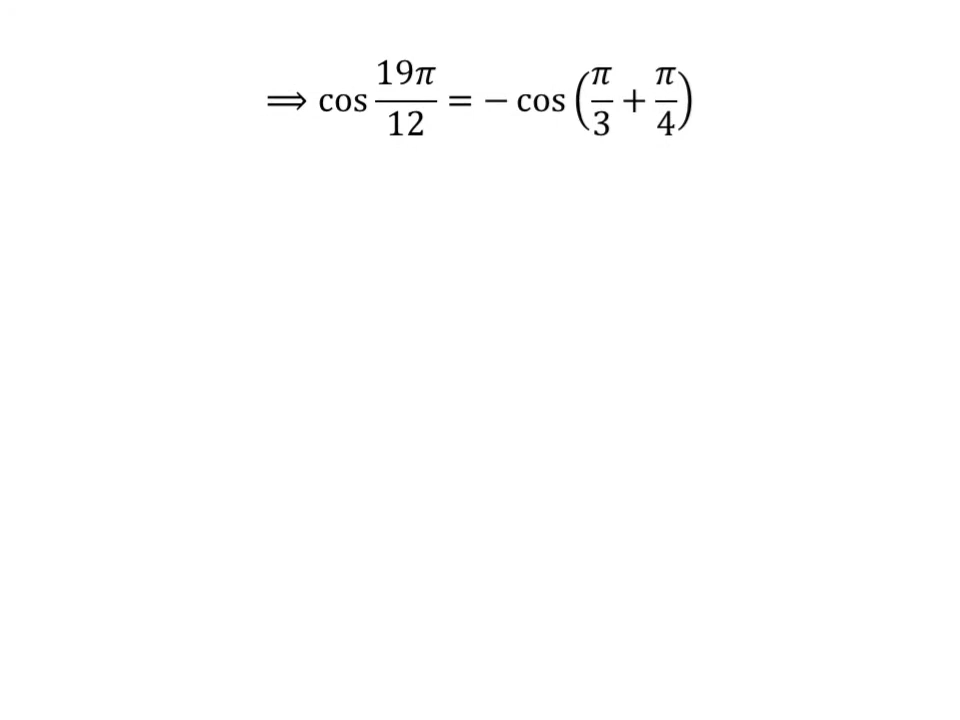 ⟹ cos 19π/12 = − cos (π/3 + π/4)